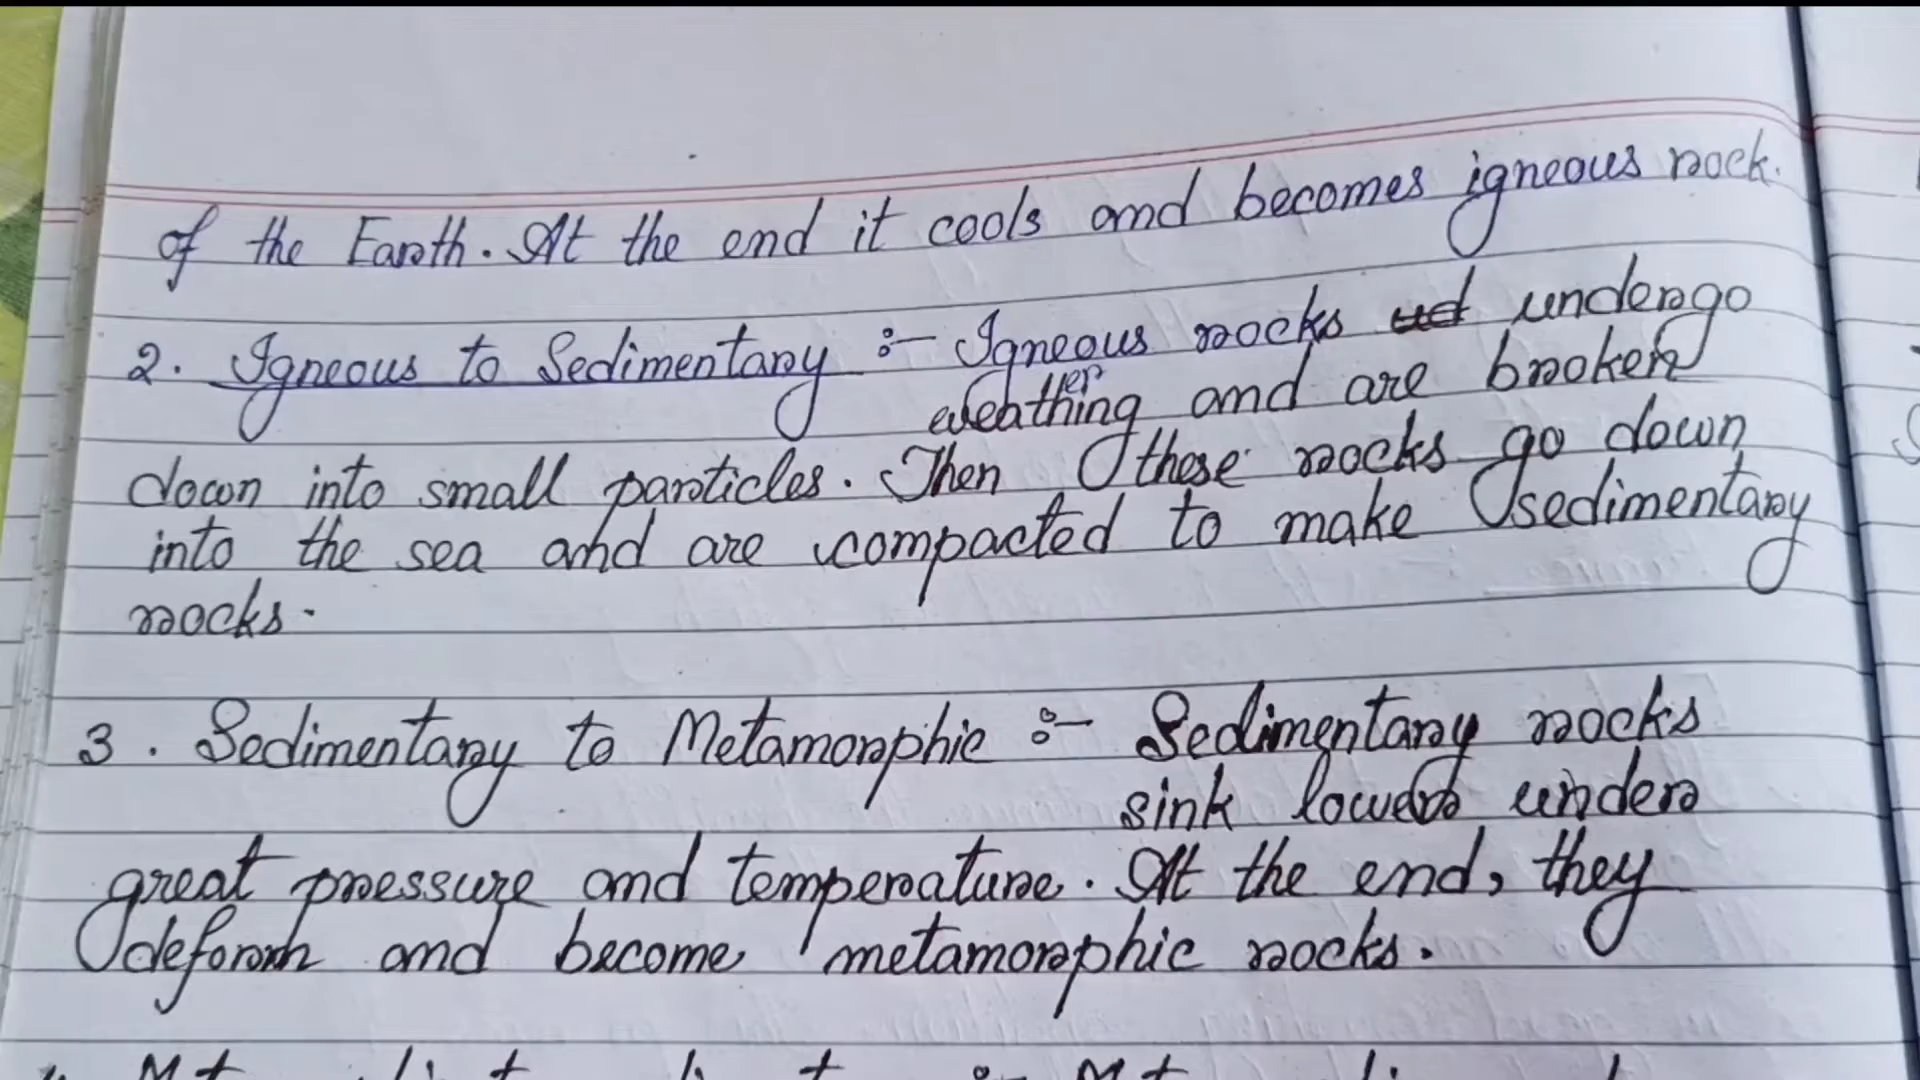 of the Earth. At the end it cools and becomes igneous rock.
2. Igneous to Sedimentary :- Igneous rocks undergo
weathering and are broken
down into small particles. Then these rocks go down
into the sea and are compacted to make sedimentary
rocks.
3. Sedimentary to Metamorphic :- Sedimentary rocks
sink lower under
great pressure and temperature. At the end, they
deform and become metamorphic rocks.